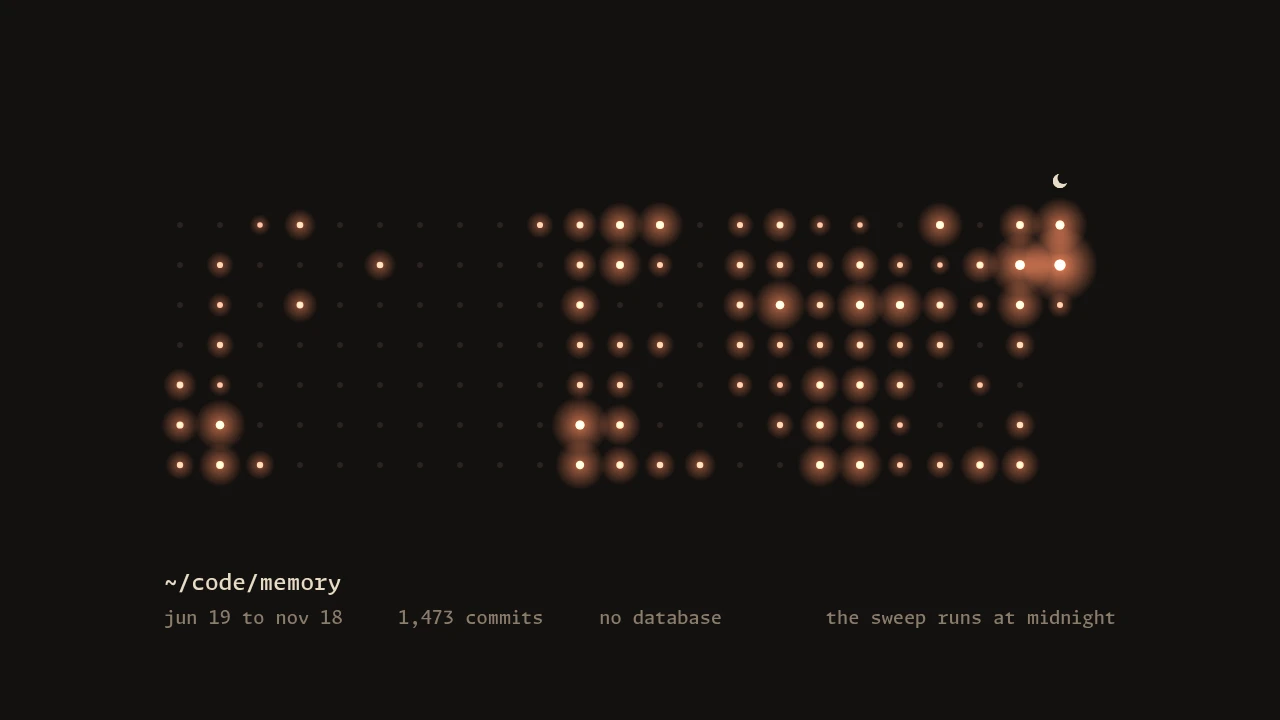 ~/code/memory
jun 19 to nov 18 1,473 commits no database the sweep runs at midnight